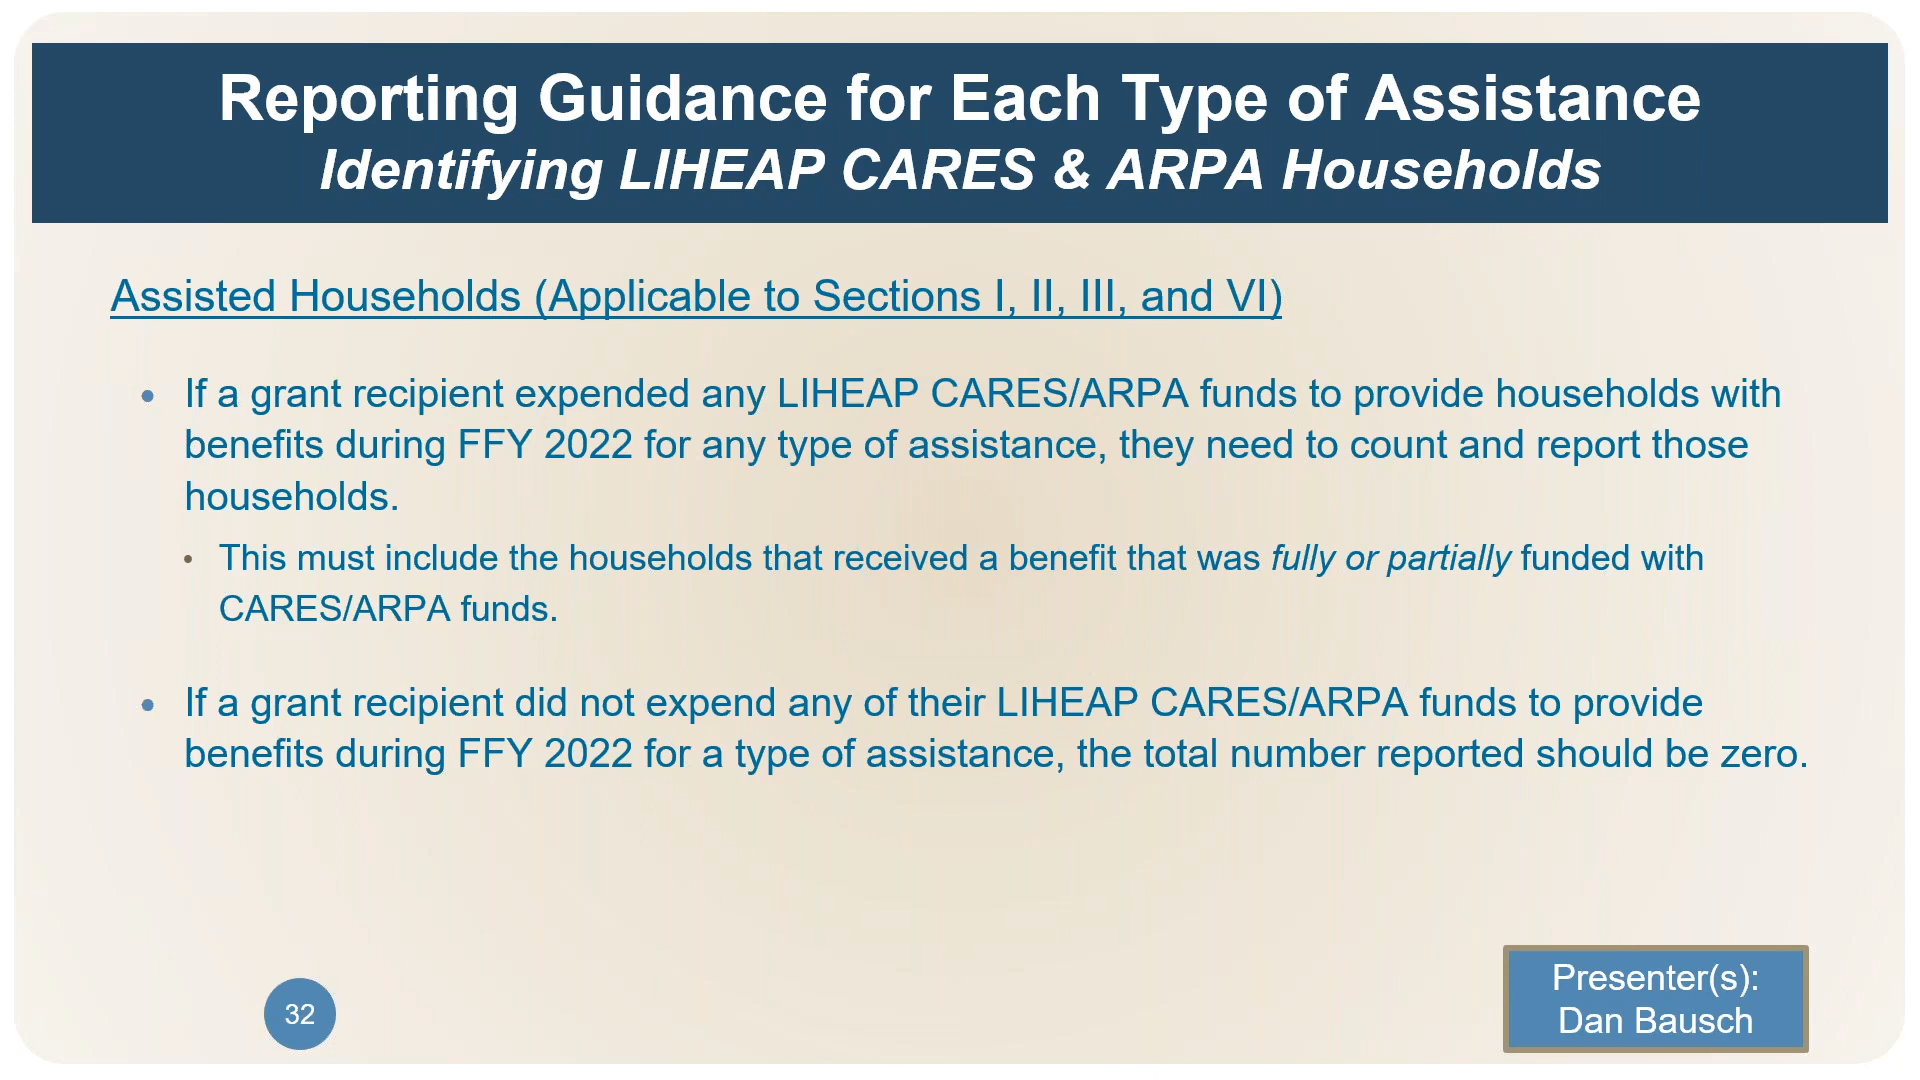 Reporting Guidance for Each Type of Assistance
Identifying LIHEAP CARES & ARPA Households
Assisted Households (Applicable to Sections I, II, III, and VI)
• If a grant recipient expended any LIHEAP CARES/ARPA funds to provide households with
benefits during FFY 2022 for any type of assistance, they need to count and report those
households.
• This must include the households that received a benefit that was fully or partially funded with
CARES/ARPA funds.
• If a grant recipient did not expend any of their LIHEAP CARES/ARPA funds to provide
benefits during FFY 2022 for a type of assistance, the total number reported should be zero.
32
Presenter(s):
Dan Bausch